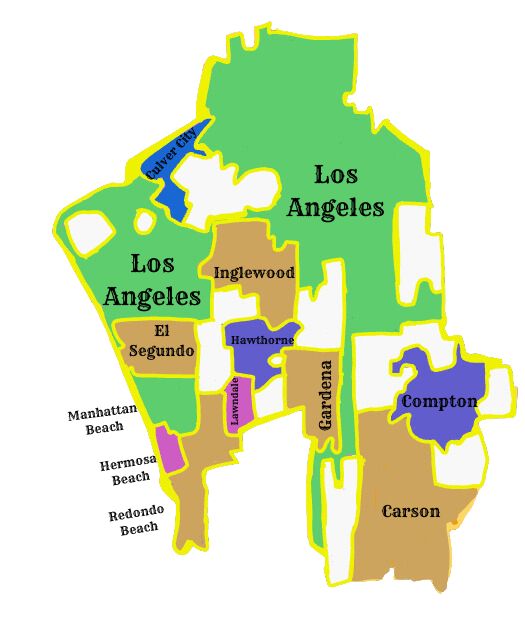 Culver City
Los
Angeles
Los
Angeles
Inglewood
El
Segundo
Hawthorne
Lawndale
Gardena
Compton
Manhattan
Beach
Hermosa
Beach
Redondo
Beach
Carson